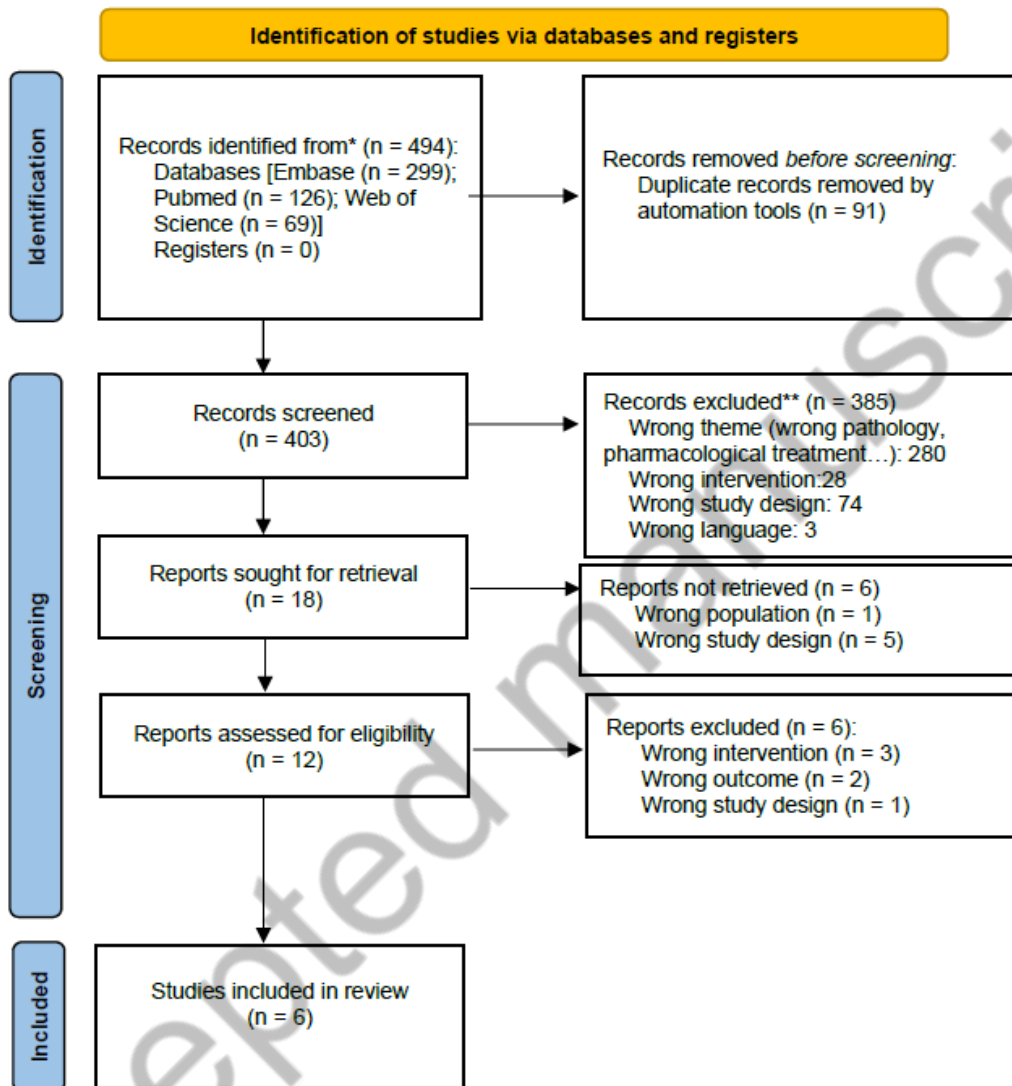 Identification of studies via databases and registers
Identification
Records identified from* (n = 494):
Databases [Embase (n = 299);
Pubmed (n = 126); Web of
Science (n = 69)]
Registers (n = 0)
Records removed before screening:
Duplicate records removed by
automation tools (n = 91)
Screening
Records screened
(n = 403)
Records excluded** (n = 385)
Wrong theme (wrong pathology,
pharmacological treatment…): 280
Wrong intervention:28
Wrong study design: 74
Wrong language: 3
Reports sought for retrieval
(n = 18)
Reports not retrieved (n = 6)
Wrong population (n = 1)
Wrong study design (n = 5)
Reports assessed for eligibility
(n = 12)
Reports excluded (n = 6):
Wrong intervention (n = 3)
Wrong outcome (n = 2)
Wrong study design (n = 1)
Included
Studies included in review
(n = 6)
epted manuscri